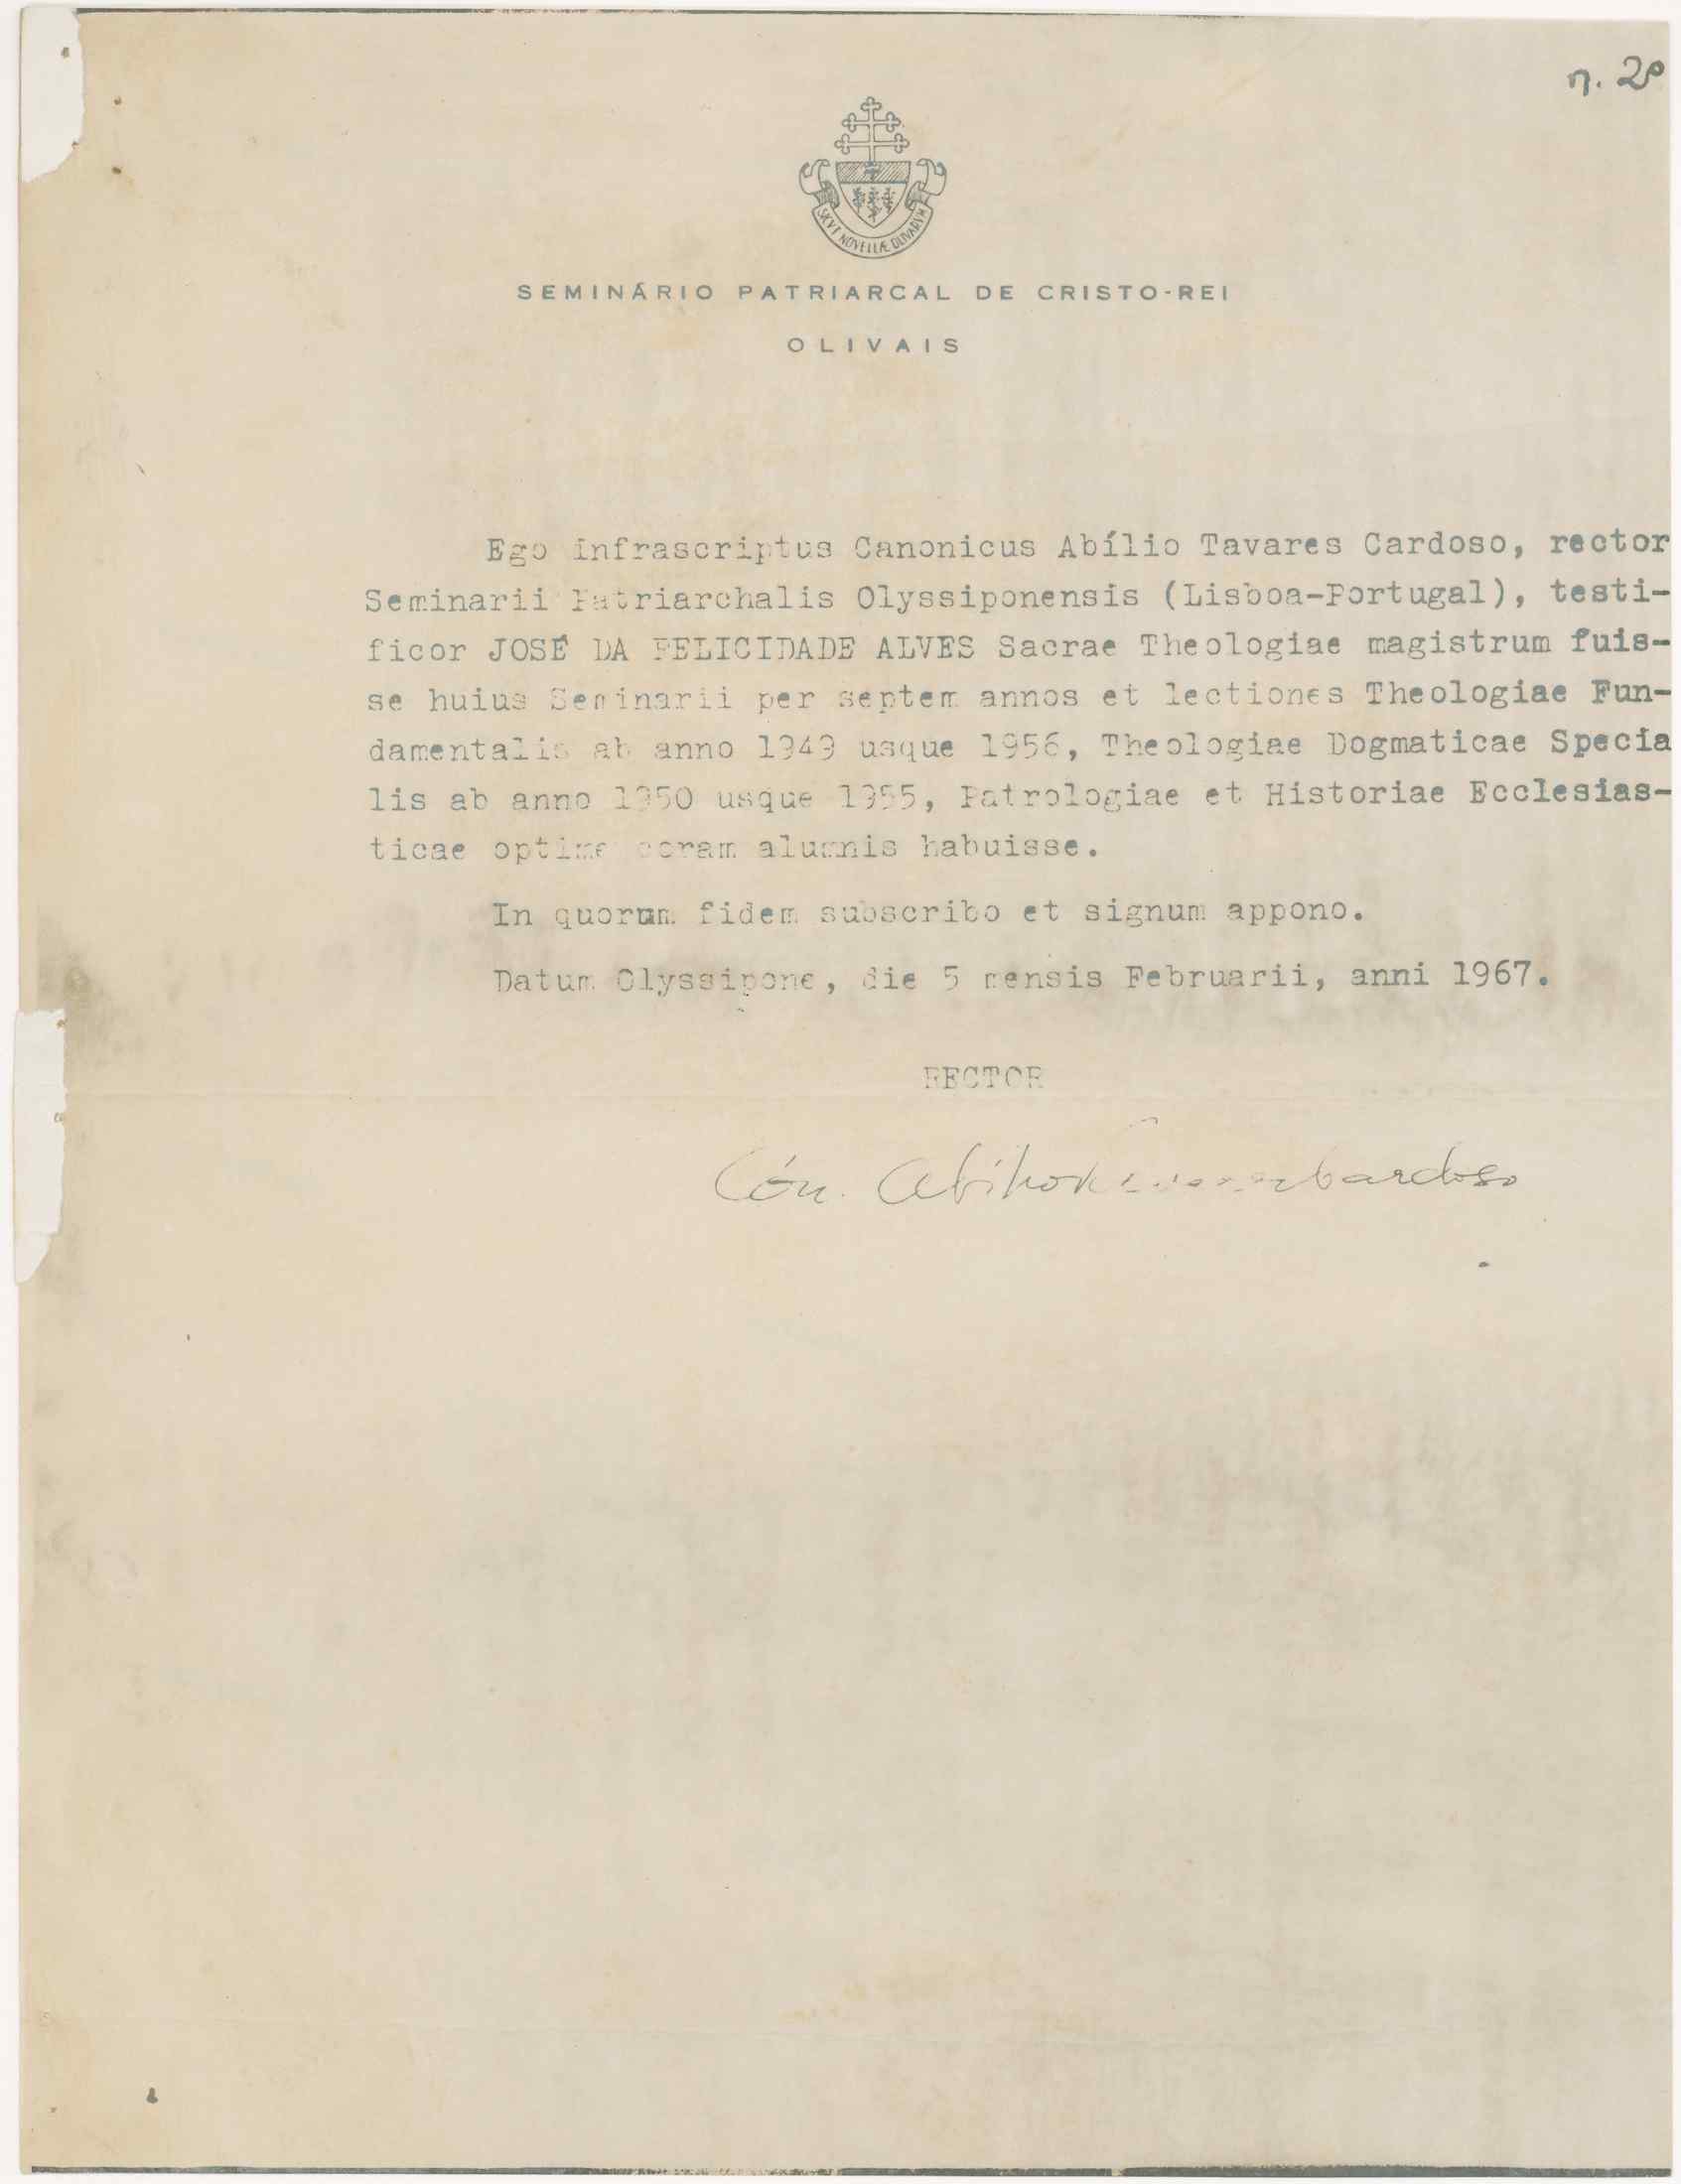 n. 2º
SICVT NOVELLÆ OLIVARVM
SEMINÁRIO PATRIARCAL DE CRISTO-REI
OLIVAIS
Ego infrascriptus Canonicus Abílio Tavares Cardoso, rector
Seminarii Patriarchalis Olyssiponensis (Lisboa-Portugal), testi-
ficor JOSÉ DA FELICIDADE ALVES Sacrae Theologiae magistrum fuis-
se huius Seminarii per septem annos et lectiones Theologiae Fun-
damentalis ab anno 1949 usque 1956, Theologiae Dogmaticae Specia
lis ab anno 1950 usque 1955, Patrologiae et Historiae Ecclesias-
ticae optime coram alumnis habuisse.
In quorum fidem subscribo et signum appono.
Datum Olyssipone, die 5 mensis Februarii, anni 1967.
RECTOR
Cón. Abílio Tavares Cardoso